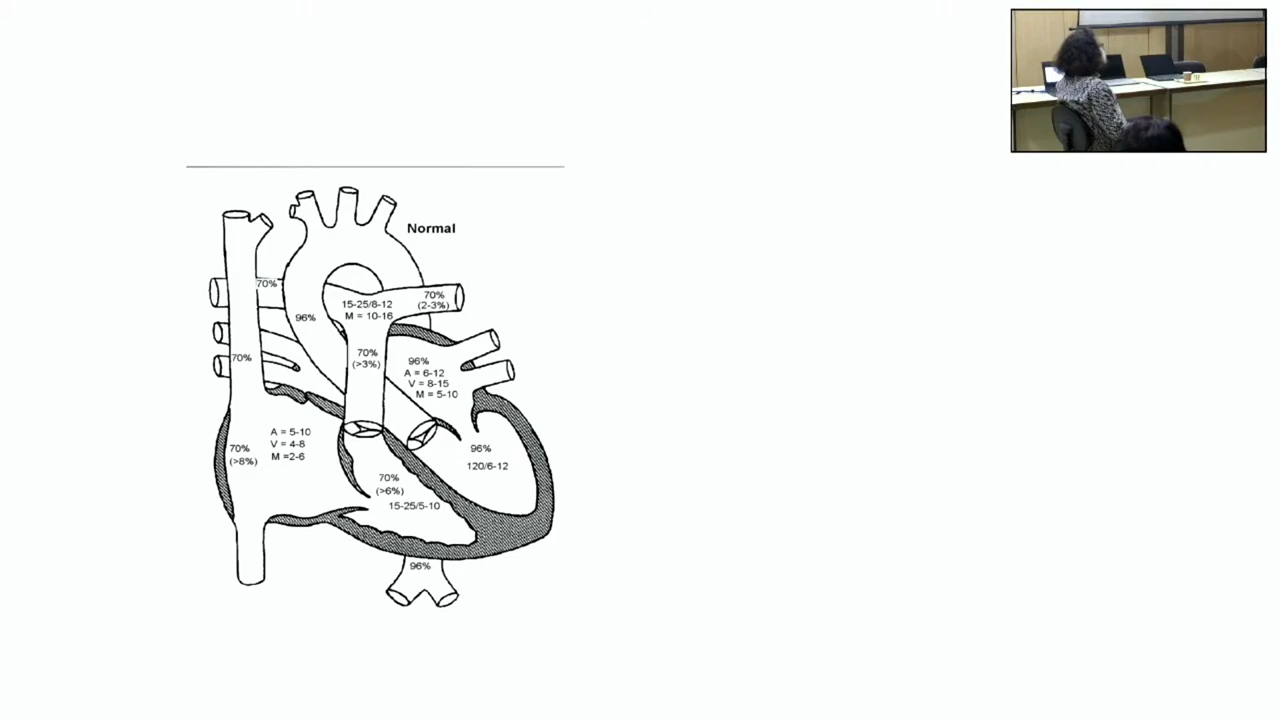 Normal
70%
70%
(2-3%)
15-25/8-12
M = 10-16
96%
70%
70%
(>3%)
96%
A = 6-12
V = 8-15
M = 5-10
70%
(>8%)
A = 5-10
V = 4-8
M =2-6
96%
120/6-12
70%
(>6%)
15-25/5-10
96%